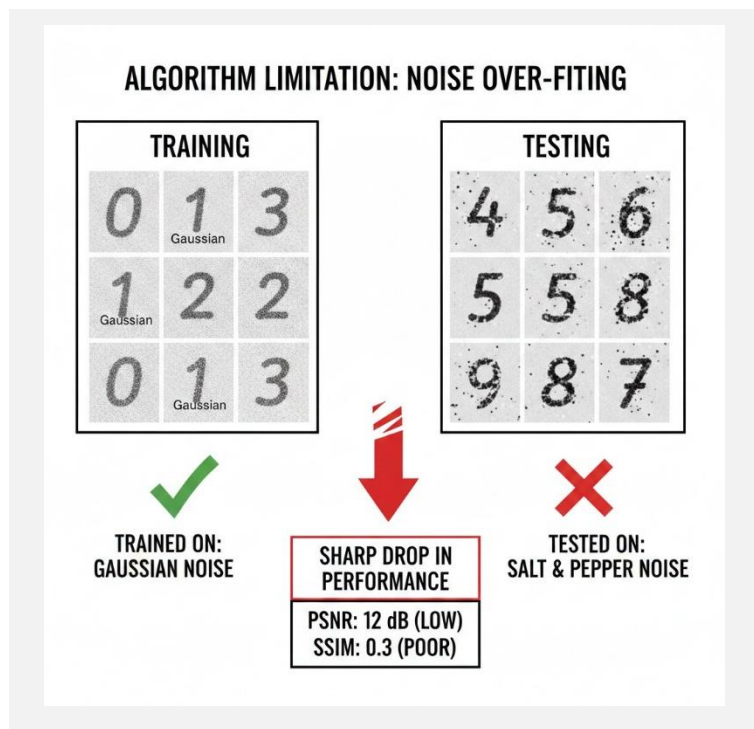 ALGORITHM LIMITATION: NOISE OVER-FITING
TRAINING
0 1 3
Gaussian
1 2 2
Gaussian
0 1 3
Gaussian
TESTING
4 5 6
5 5 8
9 8 7
TRAINED ON:
GAUSSIAN NOISE
SHARP DROP IN
PERFORMANCE
PSNR: 12 dB (LOW)
SSIM: 0.3 (POOR)
TESTED ON:
SALT & PEPPER NOISE